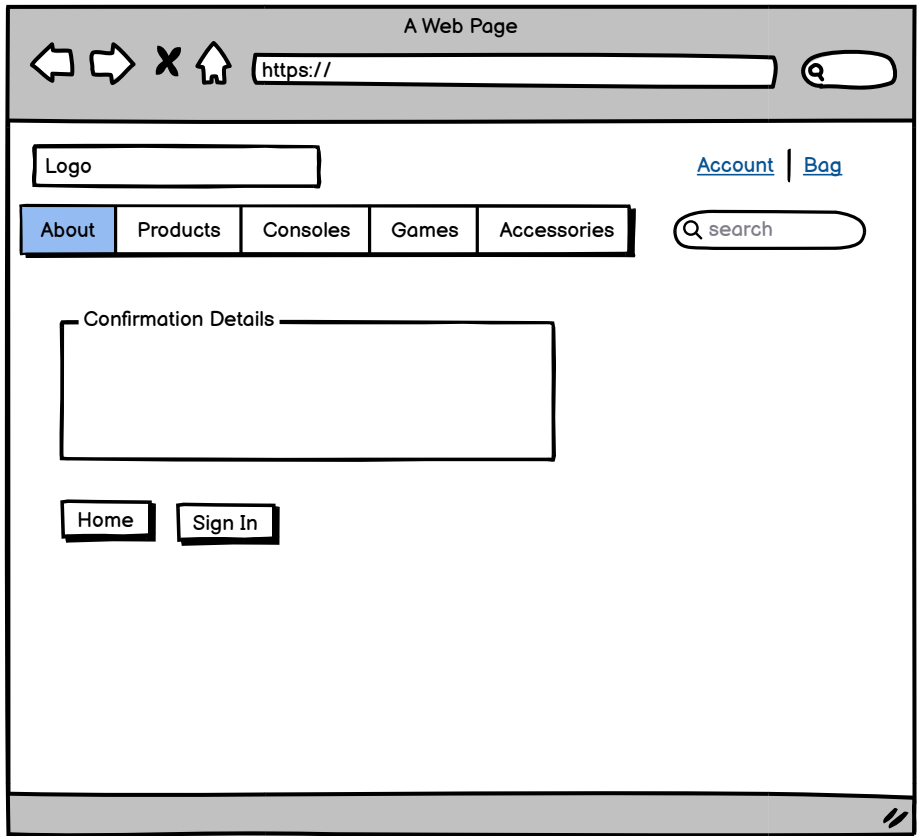 A Web Page
https://
Logo
Account | Bag
About Products Consoles Games Accessories
search
Confirmation Details
Home Sign In